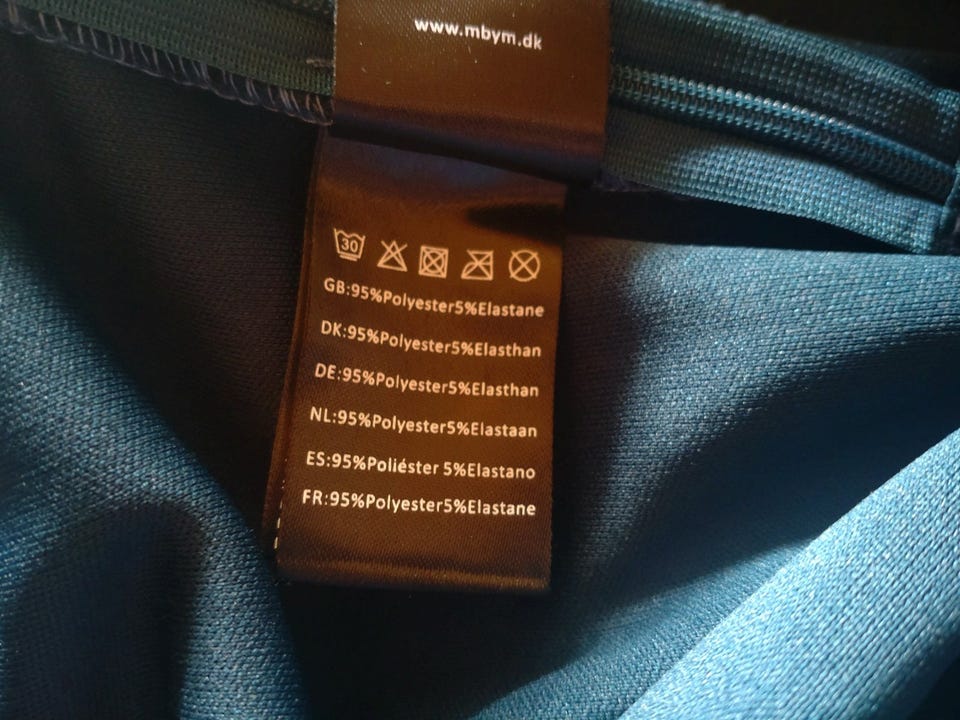 www.mbym.dk
30
GB:95%Polyester5%Elastane
DK:95%Polyester5%Elasthan
DE:95%Polyester5%Elasthan
NL:95%Polyester5%Elastaan
ES:95%Poliéster 5%Elastano
FR:95%Polyester5%Elastane